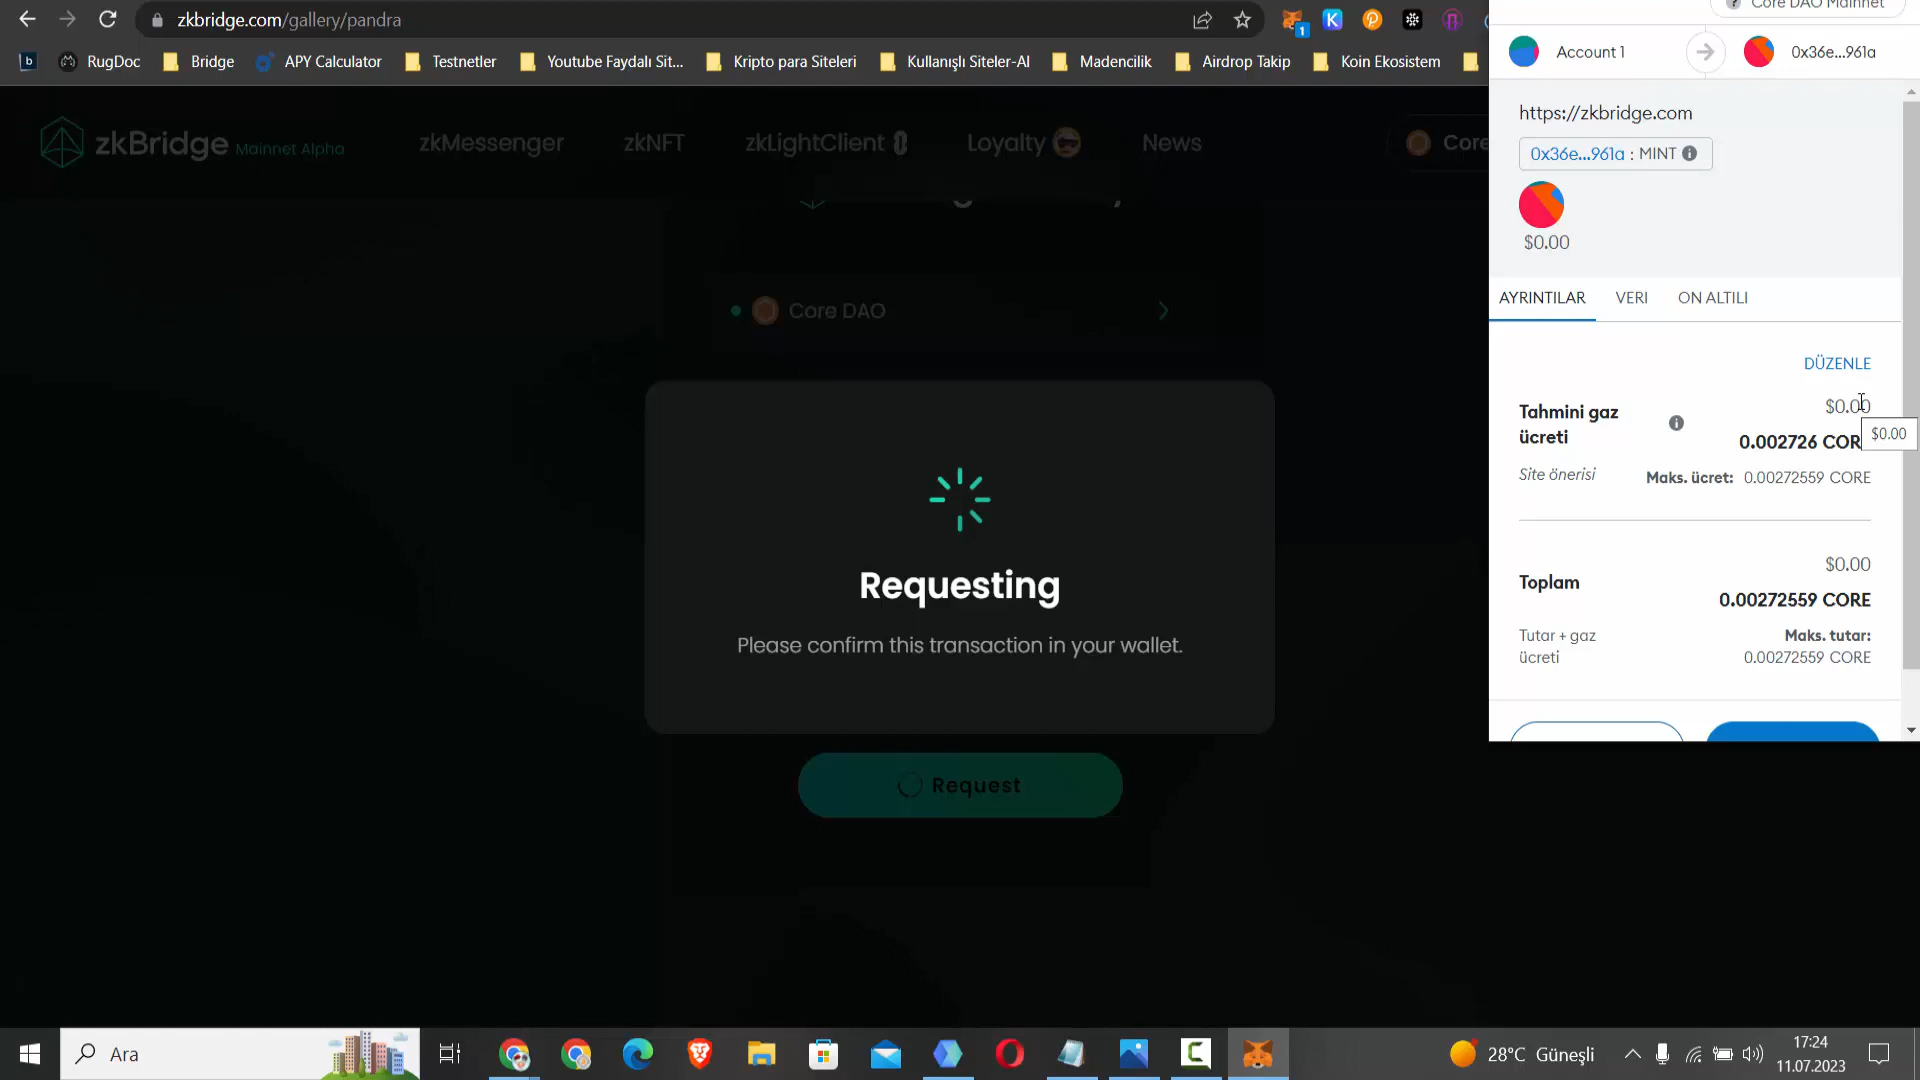 zkbridge.com/gallery/pandra
1
Core DAO Mainnet
b
RugDoc
Bridge
APY Calculator
Testnetler
Youtube Faydalı Sit...
Kripto para Siteleri
Kullanışlı Siteler-AI
Madencilik
Airdrop Takip
Koin Ekosistem
Account 1
0x36e...961a
zkBridge Mainnet Alpha
zkMessenger
zkNFT
zkLightClient
Loyalty
News
Core
https://zkbridge.com
0x36e...961a : MINT
$0.00
AYRINTILAR
VERI
ON ALTILI
Core DAO
DÜZENLE
Tahmini gaz
ücreti
$0.00
0.002726 COR
$0.00
Site önerisi
Maks. ücret: 0.00272559 CORE
Requesting
Please confirm this transaction in your wallet.
Toplam
$0.00
0.00272559 CORE
Tutar + gaz
ücreti
Maks. tutar:
0.00272559 CORE
Request
Ara
28°C Güneşli
17:24
11.07.2023